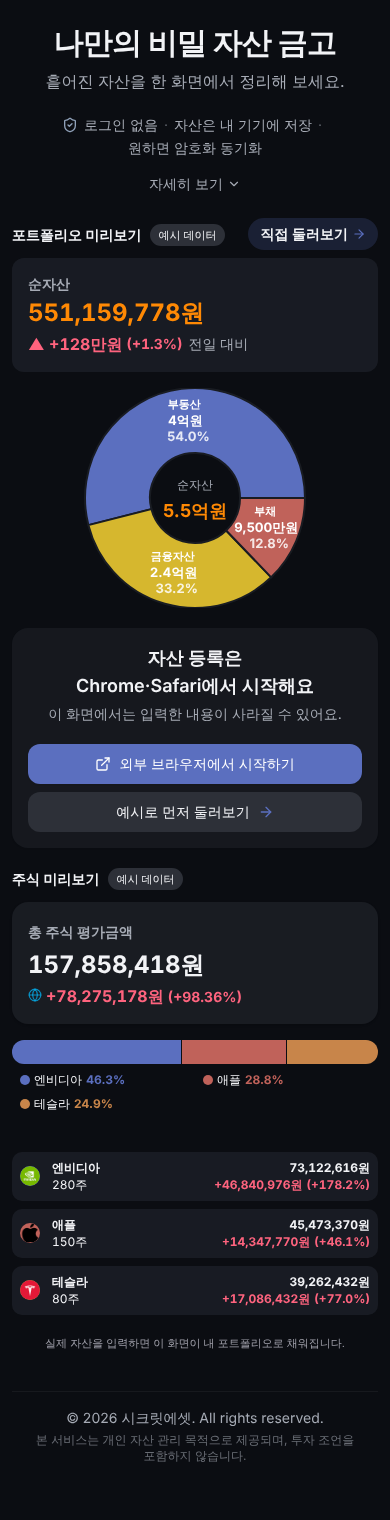 나만의 비밀 자산 금고
흩어진 자산을 한 화면에서 정리해 보세요.
로그인 없음 · 자산은 내 기기에 저장 ·
원하면 암호화 동기화
자세히 보기
포트폴리오 미리보기 예시 데이터 직접 둘러보기 →
순자산
551,159,778원
▲ +128만원 (+1.3%) 전일 대비
부동산
4억원
54.0%
순자산
5.5억원
부채
9,500만원
12.8%
금융자산
2.4억원
33.2%
자산 등록은
Chrome·Safari에서 시작해요
이 화면에서는 입력한 내용이 사라질 수 있어요.
외부 브라우저에서 시작하기
예시로 먼저 둘러보기 →
주식 미리보기 예시 데이터
총 주식 평가금액
157,858,418원
+78,275,178원 (+98.36%)
엔비디아 46.3% 애플 28.8%
테슬라 24.9%
엔비디아 73,122,616원
280주 +46,840,976원 (+178.2%)
애플 45,473,370원
150주 +14,347,770원 (+46.1%)
테슬라 39,262,432원
80주 +17,086,432원 (+77.0%)
실제 자산을 입력하면 이 화면이 내 포트폴리오로 채워집니다.
© 2026 시크릿에셋. All rights reserved.
본 서비스는 개인 자산 관리 목적으로 제공되며, 투자 조언을
포함하지 않습니다.